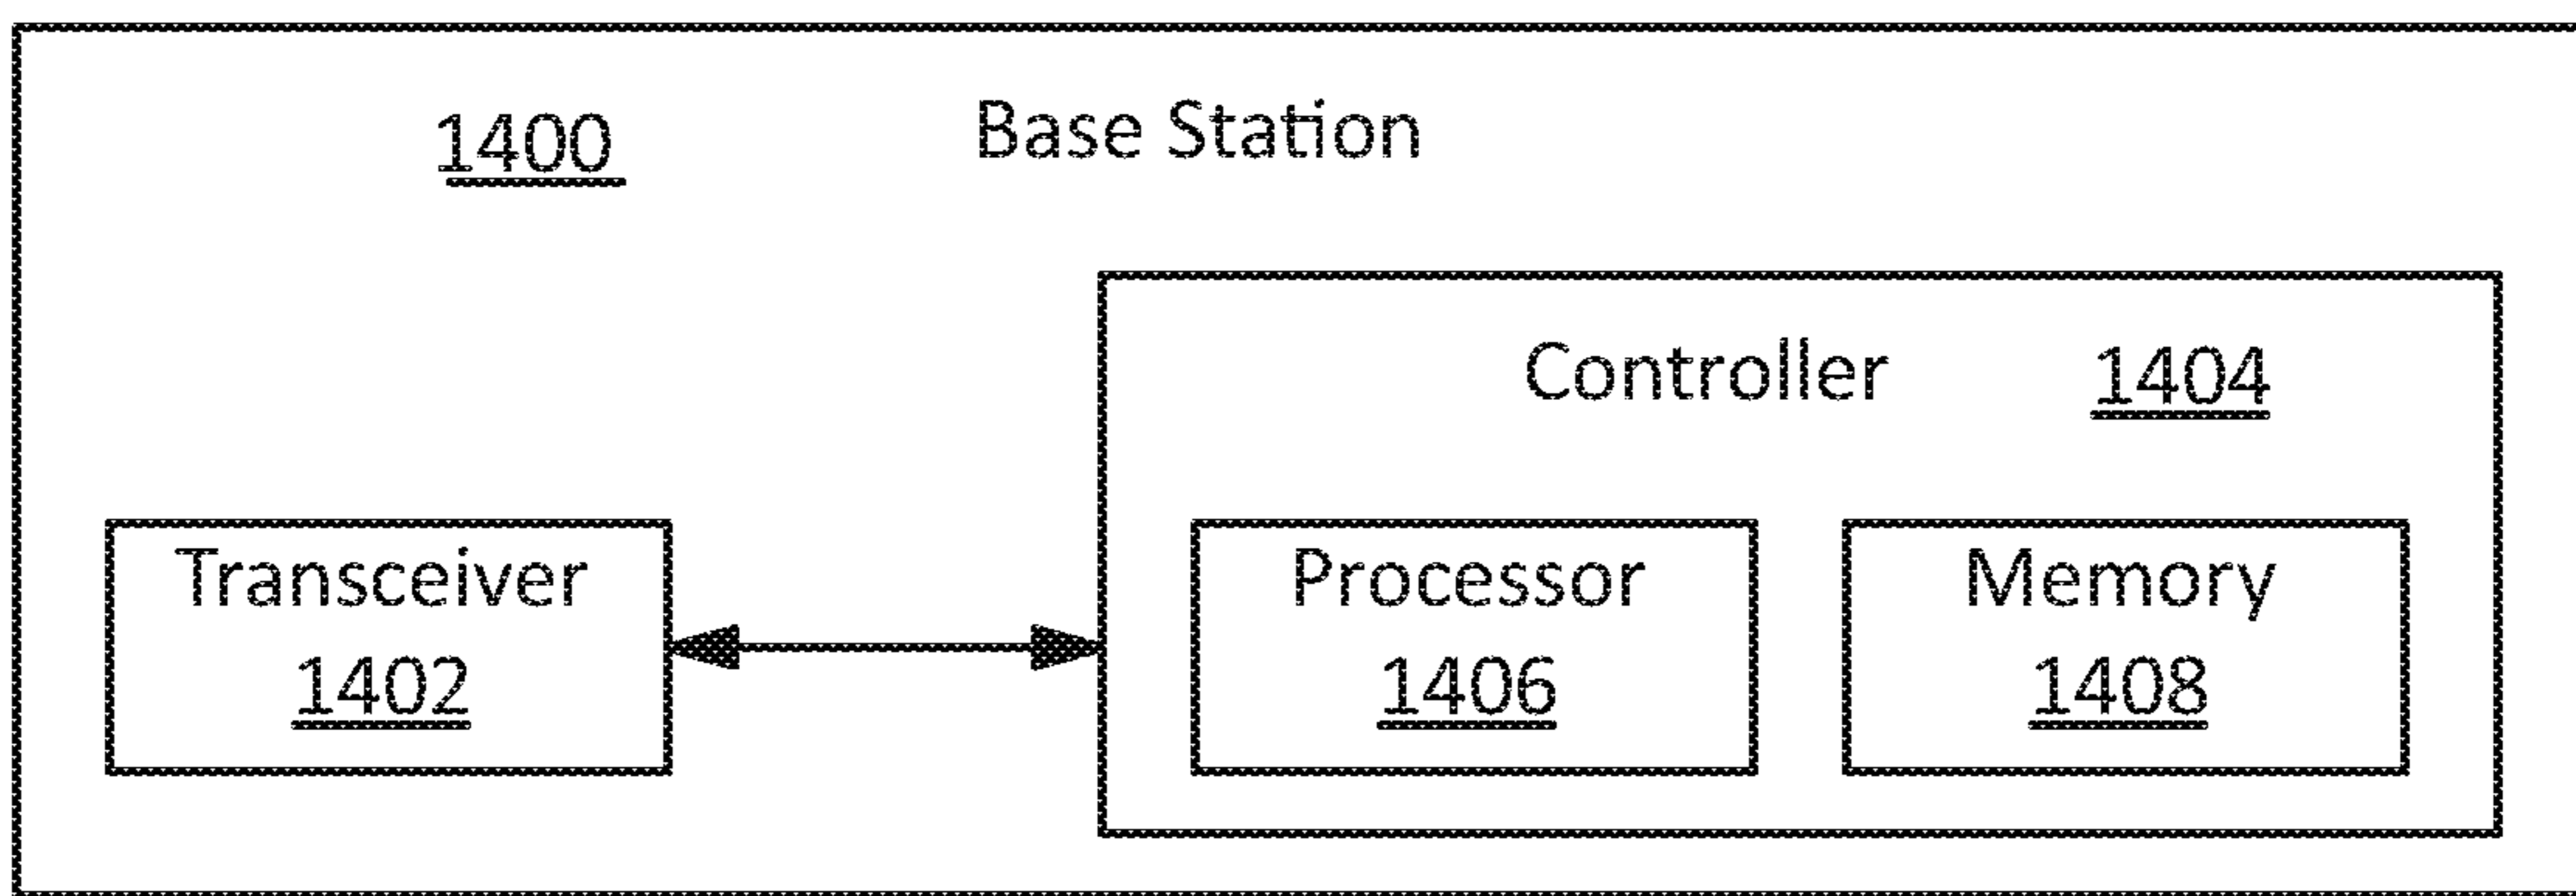 1400 Base Station
Controller 1404
Transceiver
1402
Processor
1406
Memory
1408